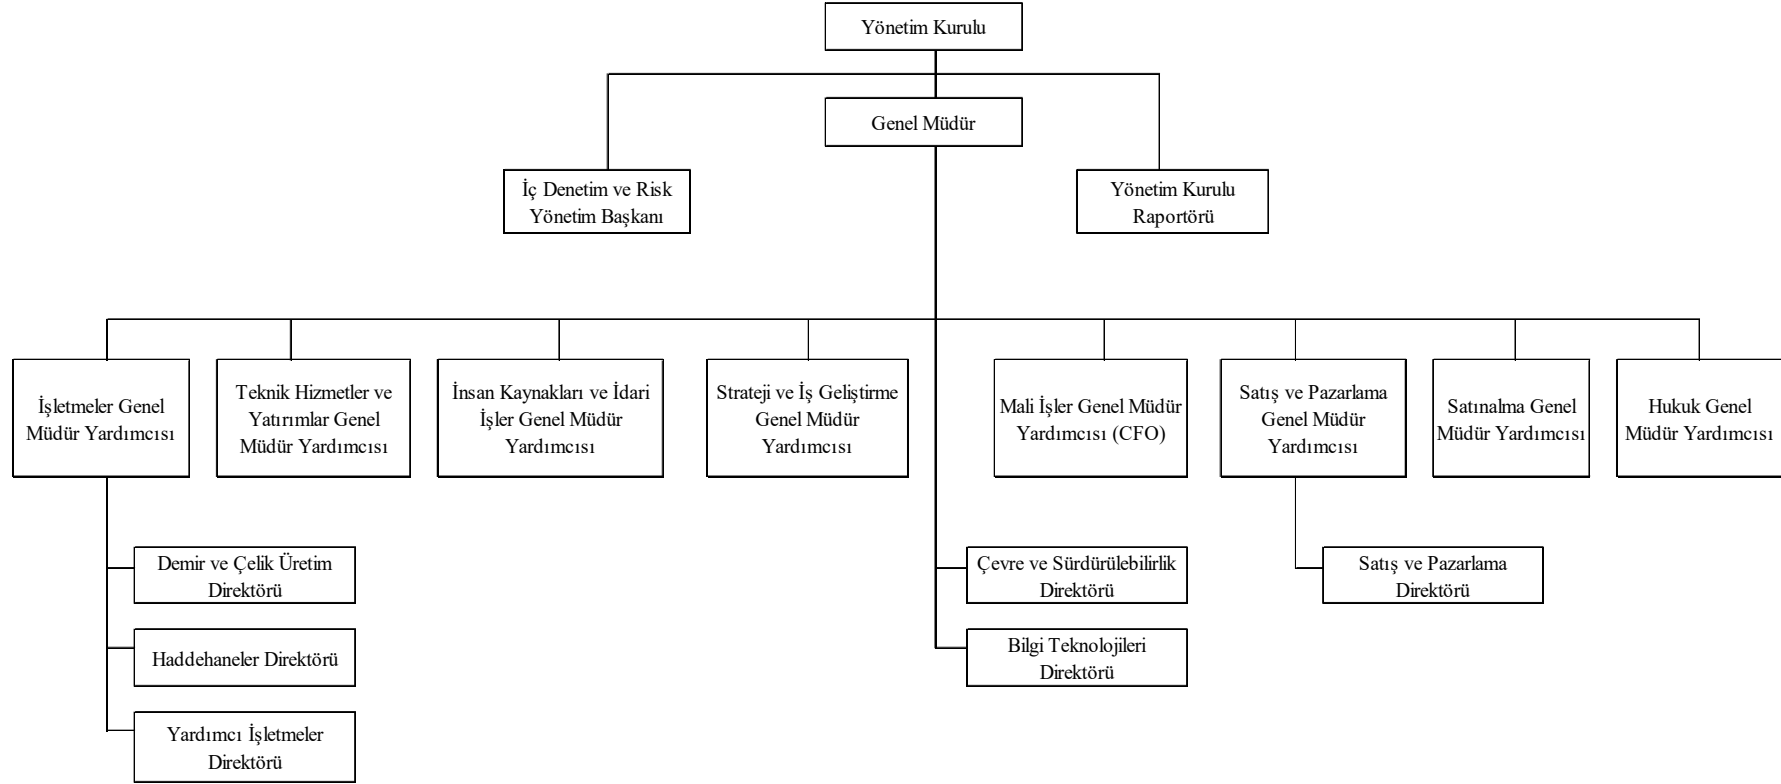 Yönetim Kurulu
Genel Müdür
İç Denetim ve Risk
Yönetim Başkanı
Yönetim Kurulu
Raportörü
İşletmeler Genel
Müdür Yardımcısı
Teknik Hizmetler ve
Yatırımlar Genel
Müdür Yardımcısı
İnsan Kaynakları ve İdari
İşler Genel Müdür
Yardımcısı
Strateji ve İş Geliştirme
Genel Müdür
Yardımcısı
Mali İşler Genel Müdür
Yardımcısı (CFO)
Satış ve Pazarlama
Genel Müdür
Yardımcısı
Satınalma Genel
Müdür Yardımcısı
Hukuk Genel
Müdür Yardımcısı
Demir ve Çelik Üretim
Direktörü
Haddehaneler Direktörü
Yardımcı İşletmeler
Direktörü
Çevre ve Sürdürülebilirlik
Direktörü
Bilgi Teknolojileri
Direktörü
Satış ve Pazarlama
Direktörü